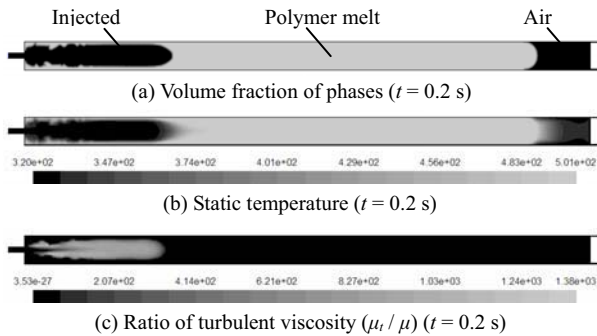 Injected Polymer melt Air
(a) Volume fraction of phases (t = 0.2 s)
3.20e+02 3.47e+02 3.74e+02 4.01e+02 4.29e+02 4.56e+02 4.83e+02 5.01e+02
(b) Static temperature (t = 0.2 s)
3.53e-27 2.07e+02 4.14e+02 6.21e+02 8.27e+02 1.03e+03 1.24e+03 1.38e+03
(c) Ratio of turbulent viscosity (μt / μ) (t = 0.2 s)